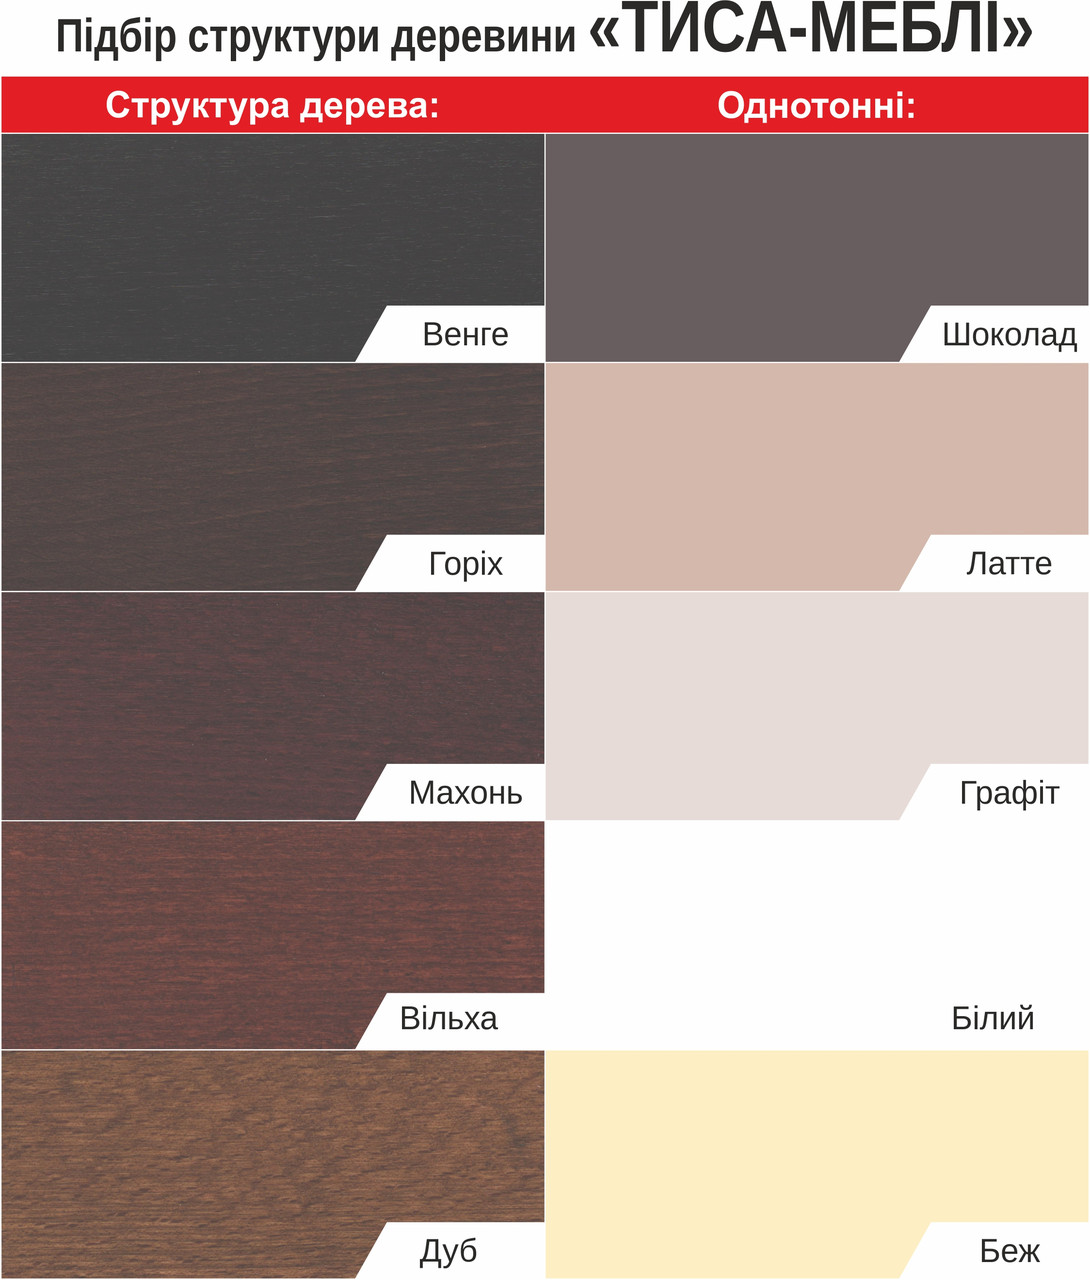 Підбір структури деревини «ТИСА-МЕБЛІ»
Структура дерева: Однотонні:
Венге Шоколад
Горіх Латте
Махонь Графіт
Вільха Білий
Дуб Беж